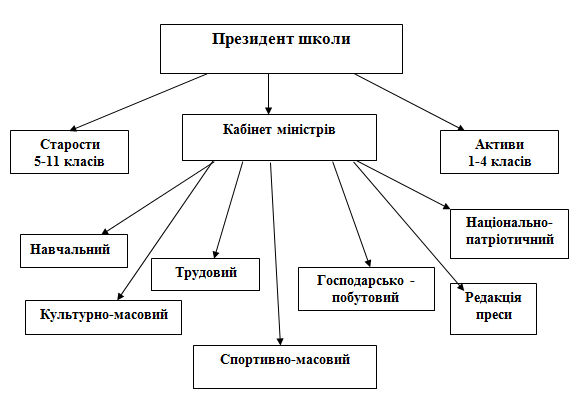 Президент школи
Старости
5-11 класів
Кабінет міністрів
Активи
1-4 класів
Національно-
патріотичний
Навчальний
Трудовий
Господарсько -
побутовий
Редакція
преси
Культурно-масовий
Спортивно-масовий